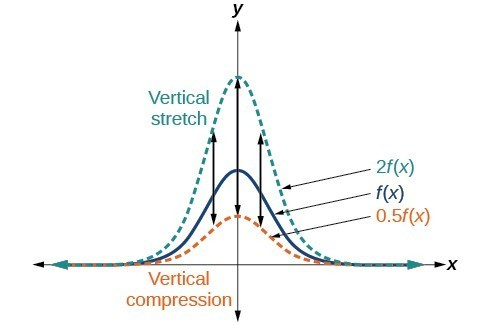 y
Vertical
stretch
2f(x)
f(x)
0.5f(x)
x
Vertical
compression